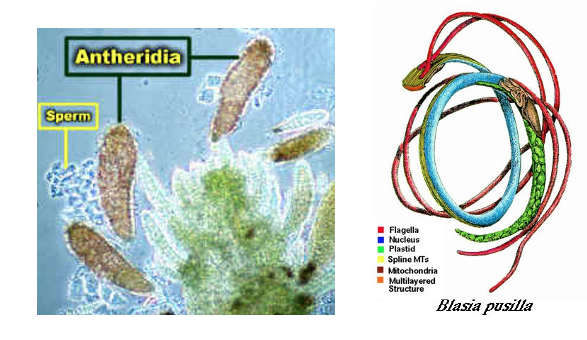 Antheridia
Sperm
Flagella
Nucleus
Plastid
Spline MTs
Mitochondria
Multilayered
Structure
Blasia pusilla